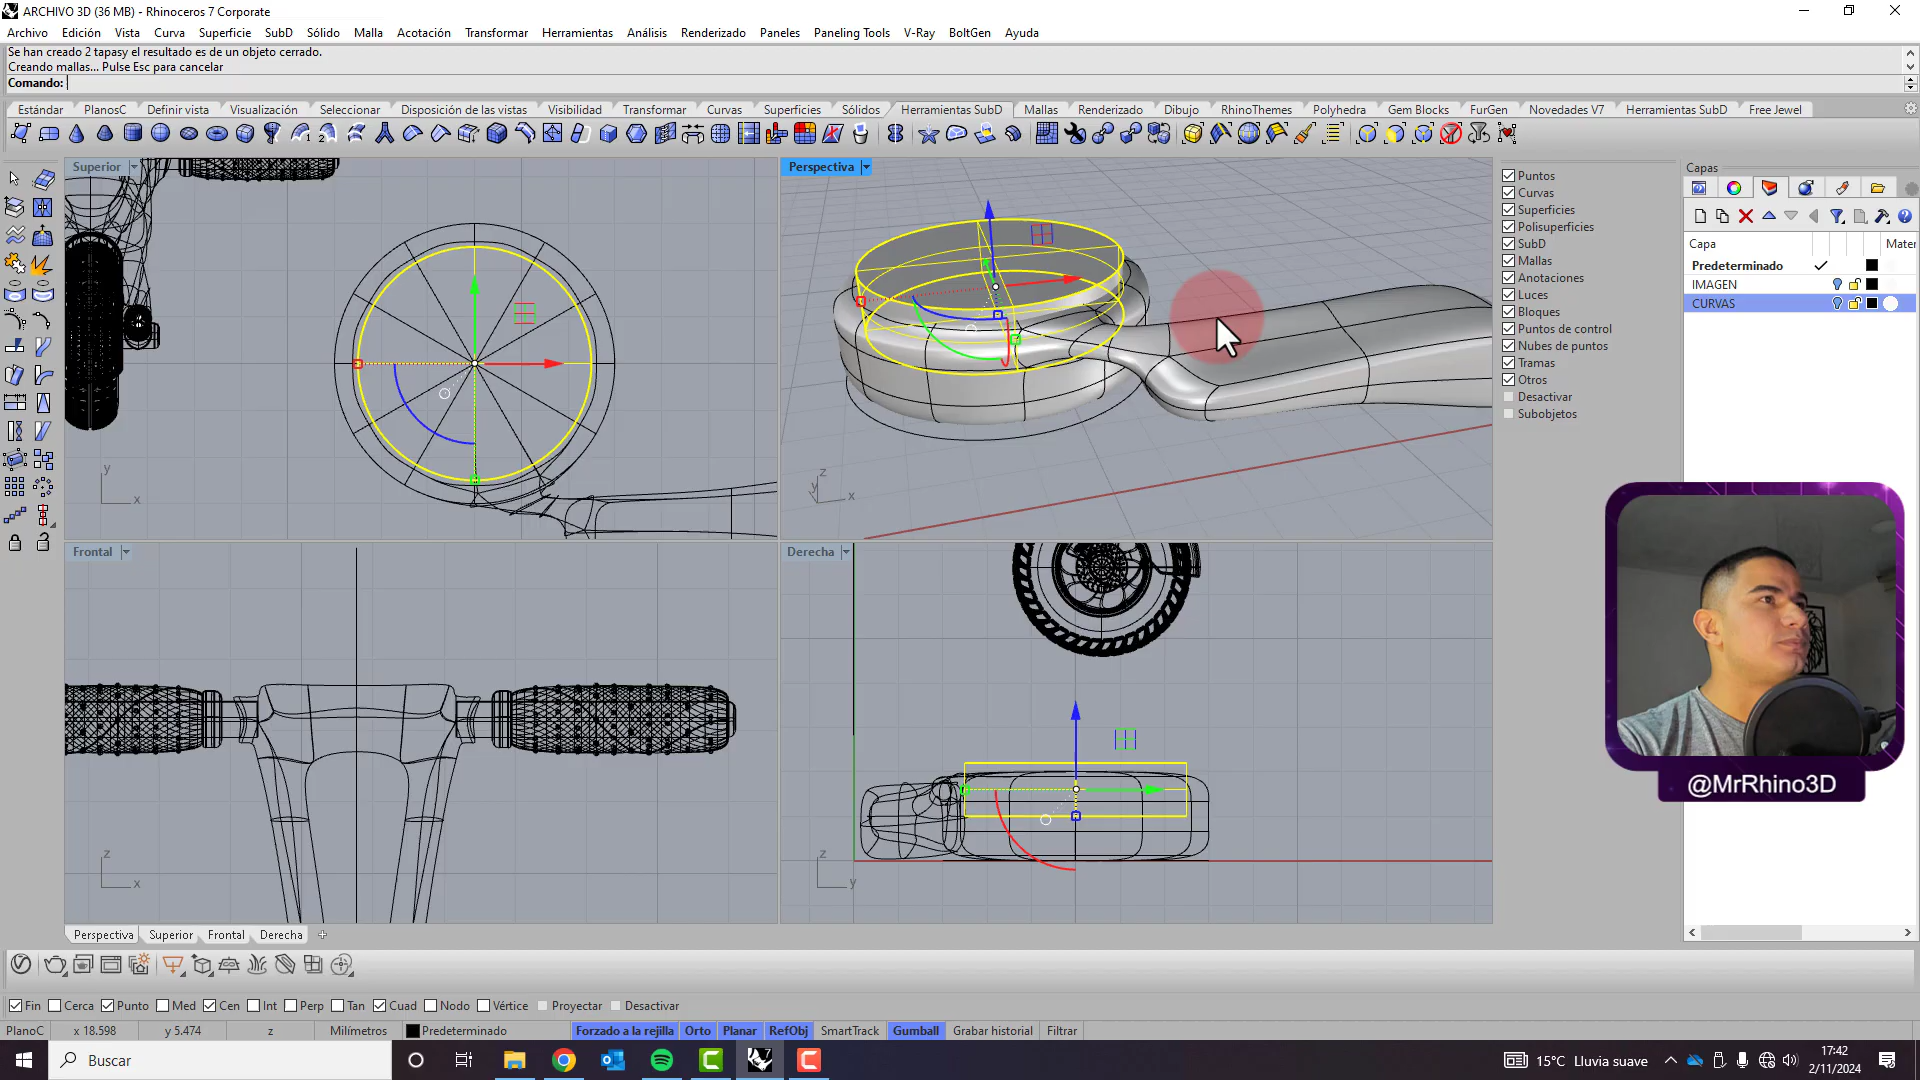 ARCHIVO 3D (36 MB) - Rhinoceros 7 Corporate
Archivo Edición Vista Curva Superficie SubD Sólido Malla Acotación Transformar Herramientas Análisis Renderizado Paneles Paneling Tools V-Ray BoltGen Ayuda
Se han creado 2 tapasy el resultado es de un objeto cerrado.
Creando mallas... Pulse Esc para cancelar
Comando:
Estándar PlanosC Definir vista Visualización Seleccionar Disposición de las vistas Visibilidad Transformar Curvas Superficies Sólidos Herramientas SubD Mallas Renderizado Dibujo RhinoThemes Polyhedra Gem Blocks FurGen Novedades V7 Herramientas SubD Free Jewel
Superior
Perspectiva
Capas
Puntos
Curvas
Superficies
Polisuperficies
SubD
Mallas
Anotaciones
Luces
Bloques
Puntos de control
Nubes de puntos
Tramas
Otros
Desactivar
Subobjetos
Capa Mater
Predeterminado
IMAGEN
CURVAS
y
x
z
y
x
Frontal
Derecha
z
x
z
y
@MrRhino3D
Perspectiva Superior Frontal Derecha
Fin Cerca Punto Med Cen Int Perp Tan Cuad Nodo Vértice Proyectar Desactivar
PlanoC x 18.598 y 5.474 z Milímetros Predeterminado Forzado a la rejilla Orto Planar RefObj SmartTrack Gumball Grabar historial Filtrar
Buscar
15°C Lluvia suave
17:42
2/11/2024